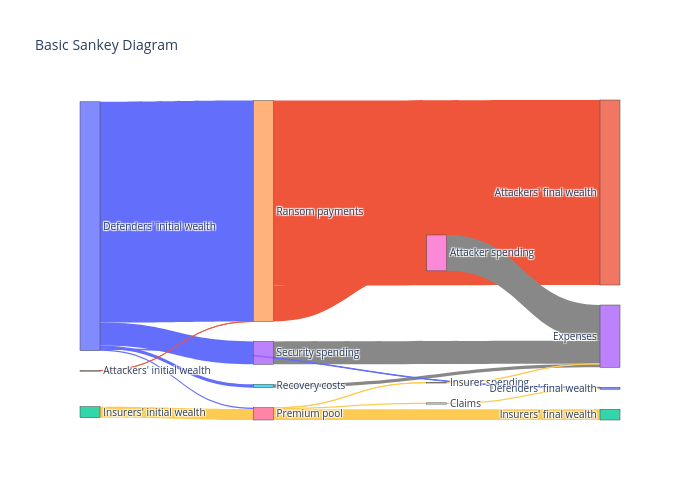 Basic Sankey Diagram
Attackers' final wealth
Ransom payments
Defenders' initial wealth
Attacker spending
Expenses
Security spending
Attackers' initial wealth
Insurer spending
Recovery costs
Defenders' final wealth
Claims
Insurers' initial wealth
Premium pool
Insurers' final wealth